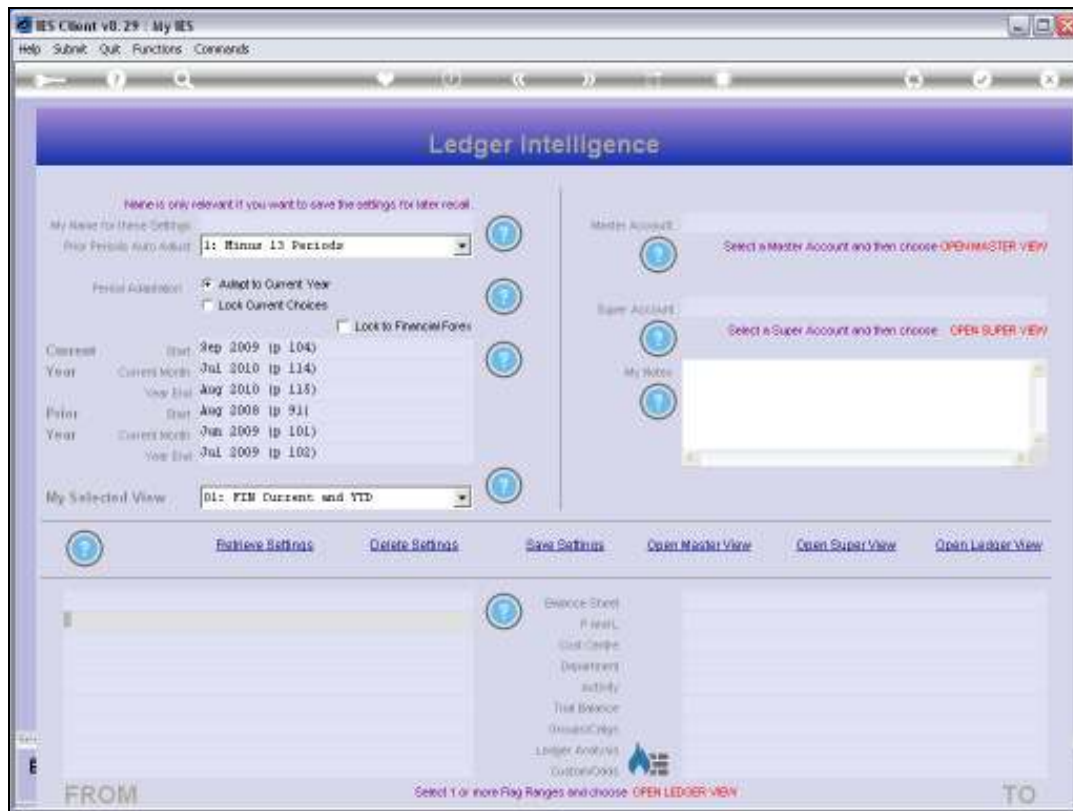 IES Client v8.29 : My IES
Help Submit Quit Functions Commands
Ledger Intelligence
Name is only relevant if you want to save the settings for later recall.
My Name for these Settings
Prior Periods Auto Adjust 1: Minus 13 Periods
Period Adaptation Adapt to Current Year
Lock Current Choices
Lock to Financial Forex
Current Start Sep 2009 (p 104)
Year Current Month Jul 2010 (p 114)
Year End Aug 2010 (p 115)
Prior Start Aug 2008 (p 91)
Year Current Month Jun 2009 (p 101)
Year End Jul 2009 (p 102)
My Selected View 01: FIN Current and YTD
Master Account
Select a Master Account and then choose OPEN MASTER VIEW
Super Account
Select a Super Account and then choose OPEN SUPER VIEW
My Notes
Retrieve Settings Delete Settings Save Settings Open Master View Open Super View Open Ledger View
Balance Sheet
P and L
Cost Centre
Department
Activity
Trial Balance
Ledger Analysis
FROM
Select 1 or more Flag Ranges and choose OPEN LEDGER VIEW
TO